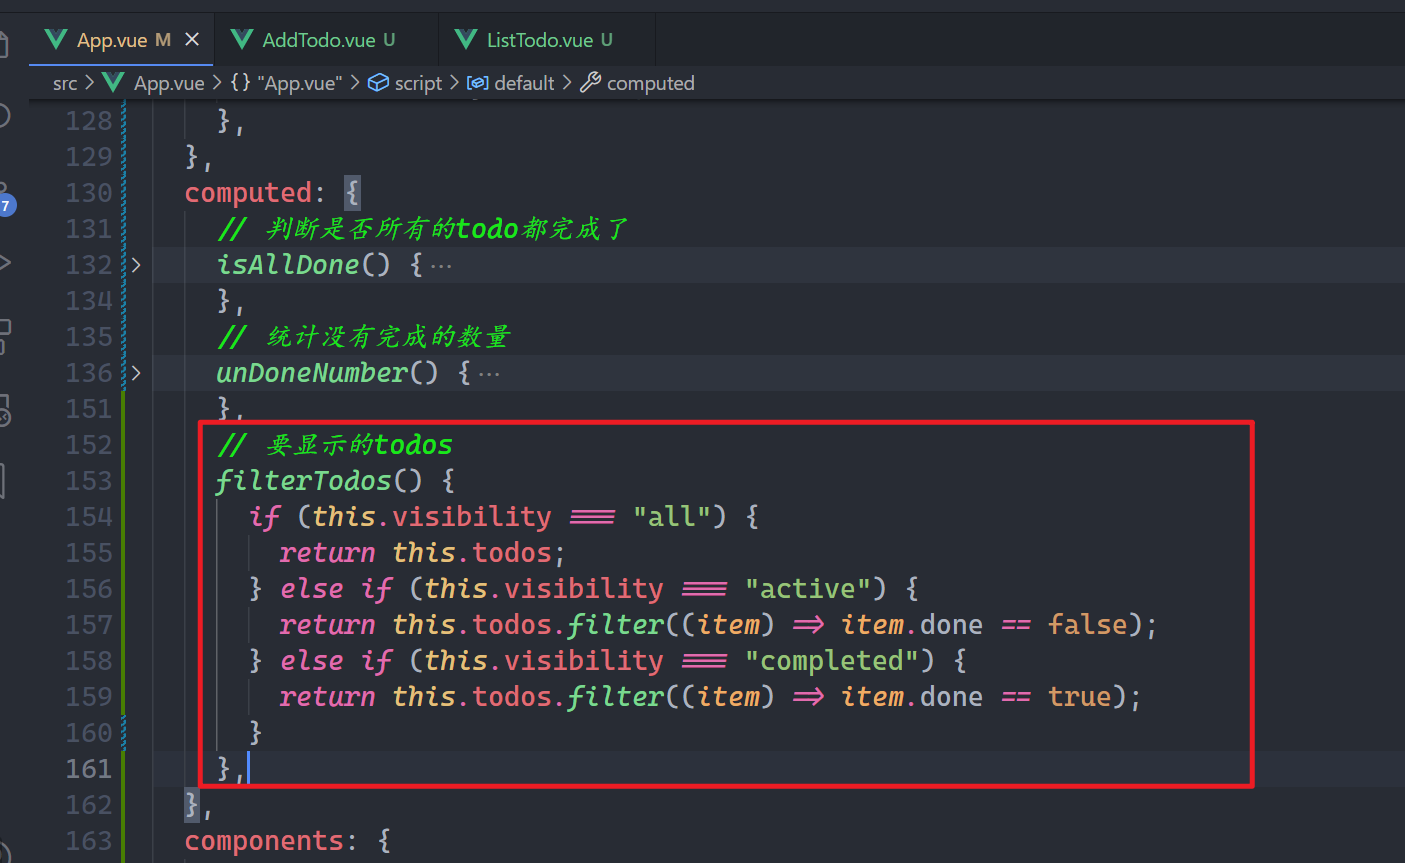 App.vue M
AddTodo.vue U
ListTodo.vue U
src > App.vue > {} "App.vue" > script > default > computed
128 },
129 },
130 computed: {
131 // 判断是否所有的todo都完成了
132 isAllDone() {···
134 },
135 // 统计没有完成的数量
136 unDoneNumber() {···
151 },
152 // 要显示的todos
153 filterTodos() {
154 if (this.visibility === "all") {
155 return this.todos;
156 } else if (this.visibility === "active") {
157 return this.todos.filter((item) => item.done == false);
158 } else if (this.visibility === "completed") {
159 return this.todos.filter((item) => item.done == true);
160 }
161 },
162 },
163 components: {
7